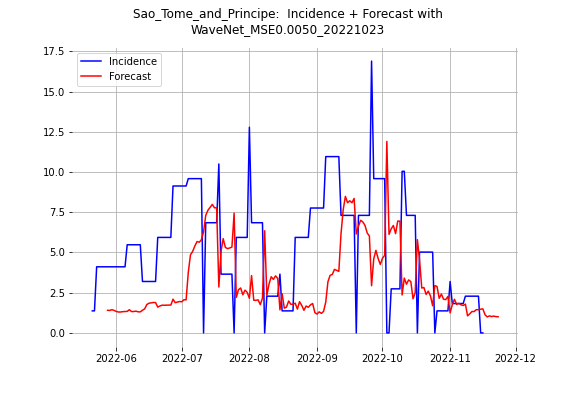 Sao_Tome_and_Principe:  Incidence + Forecast with
WaveNet_MSE0.0050_20221023
17.5
Incidence
Forecast
15.0
12.5
10.0
7.5
5.0
2.5
0.0
2022-06 2022-07 2022-08 2022-09 2022-10 2022-11 2022-12